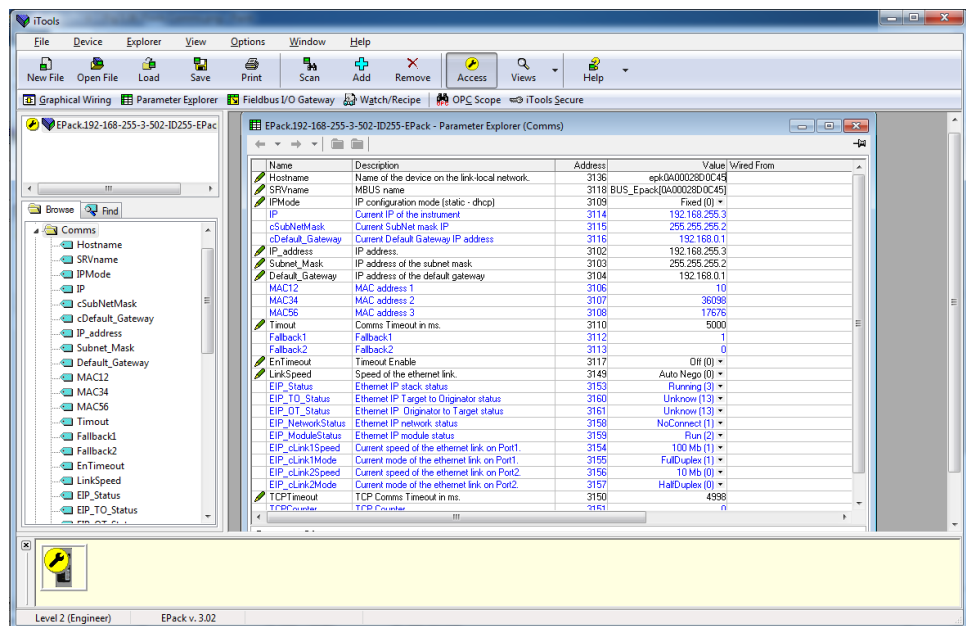 iTools
File Device Explorer View Options Window Help
New File Open File Load Save Print Scan Add Remove Access Views Help
Graphical Wiring Parameter Explorer Fieldbus I/O Gateway Watch/Recipe OPC Scope iTools Secure
EPack.192-168-255-3-502-ID255-EPac
Browse Find
Comms
Hostname
SRVname
IPMode
IP
cSubNetMask
cDefault_Gateway
IP_address
Subnet_Mask
Default_Gateway
MAC12
MAC34
MAC56
Timout
Fallback1
Fallback2
EnTimeout
LinkSpeed
EIP_Status
EIP_TO_Status
EPack.192-168-255-3-502-ID255-EPack - Parameter Explorer (Comms)
Name Description Address Value Wired From
Hostname Name of the device on the link-local network. 3136 epk0A00028D0C45
SRVname MBUS name 3118 BUS_Epack[0A00028D0C45]
IPMode IP configuration mode (static - dhcp) 3109 Fixed (0)
IP Current IP of the instrument 3114 192.168.255.3
cSubNetMask Current SubNet mask IP 3115 255.255.255.2
cDefault_Gateway Current Default Gateway IP address 3116 192.168.0.1
IP_address IP address. 3102 192.168.255.3
Subnet_Mask IP address of the subnet mask 3103 255.255.255.2
Default_Gateway IP address of the default gateway 3104 192.168.0.1
MAC12 MAC address 1 3106 10
MAC34 MAC address 2 3107 36098
MAC56 MAC address 3 3108 17676
Timout Comms Timeout in ms. 3110 5000
Fallback1 Fallback1 3112 1
Fallback2 Fallback2 3113 0
EnTimeout Timeout Enable 3117 Off (0)
LinkSpeed Speed of the ethernet link. 3149 Auto Nego (0)
EIP_Status Ethernet IP stack status 3153 Running (3)
EIP_TO_Status Ethernet IP Target to Originator status 3160 Unknow (13)
EIP_OT_Status Ethernet IP Originator to Target status 3161 Unknow (13)
EIP_NetworkStatus Ethernet IP network status 3158 NoConnect (1)
EIP_ModuleStatus Ethernet IP module status 3159 Run (2)
EIP_cLink1Speed Current speed of the ethernet link on Port1. 3154 100 Mb (1)
EIP_cLink1Mode Current mode of the ethernet link on Port1. 3155 FullDuplex (1)
EIP_cLink2Speed Current speed of the ethernet link on Port2. 3156 10 Mb (0)
EIP_cLink2Mode Current mode of the ethernet link on Port2. 3157 HalfDuplex (0)
TCPTimeout TCP Comms Timeout in ms. 3150 4998
TCPCounter TCP Counter 3151 0
Level 2 (Engineer) EPack v. 3.02